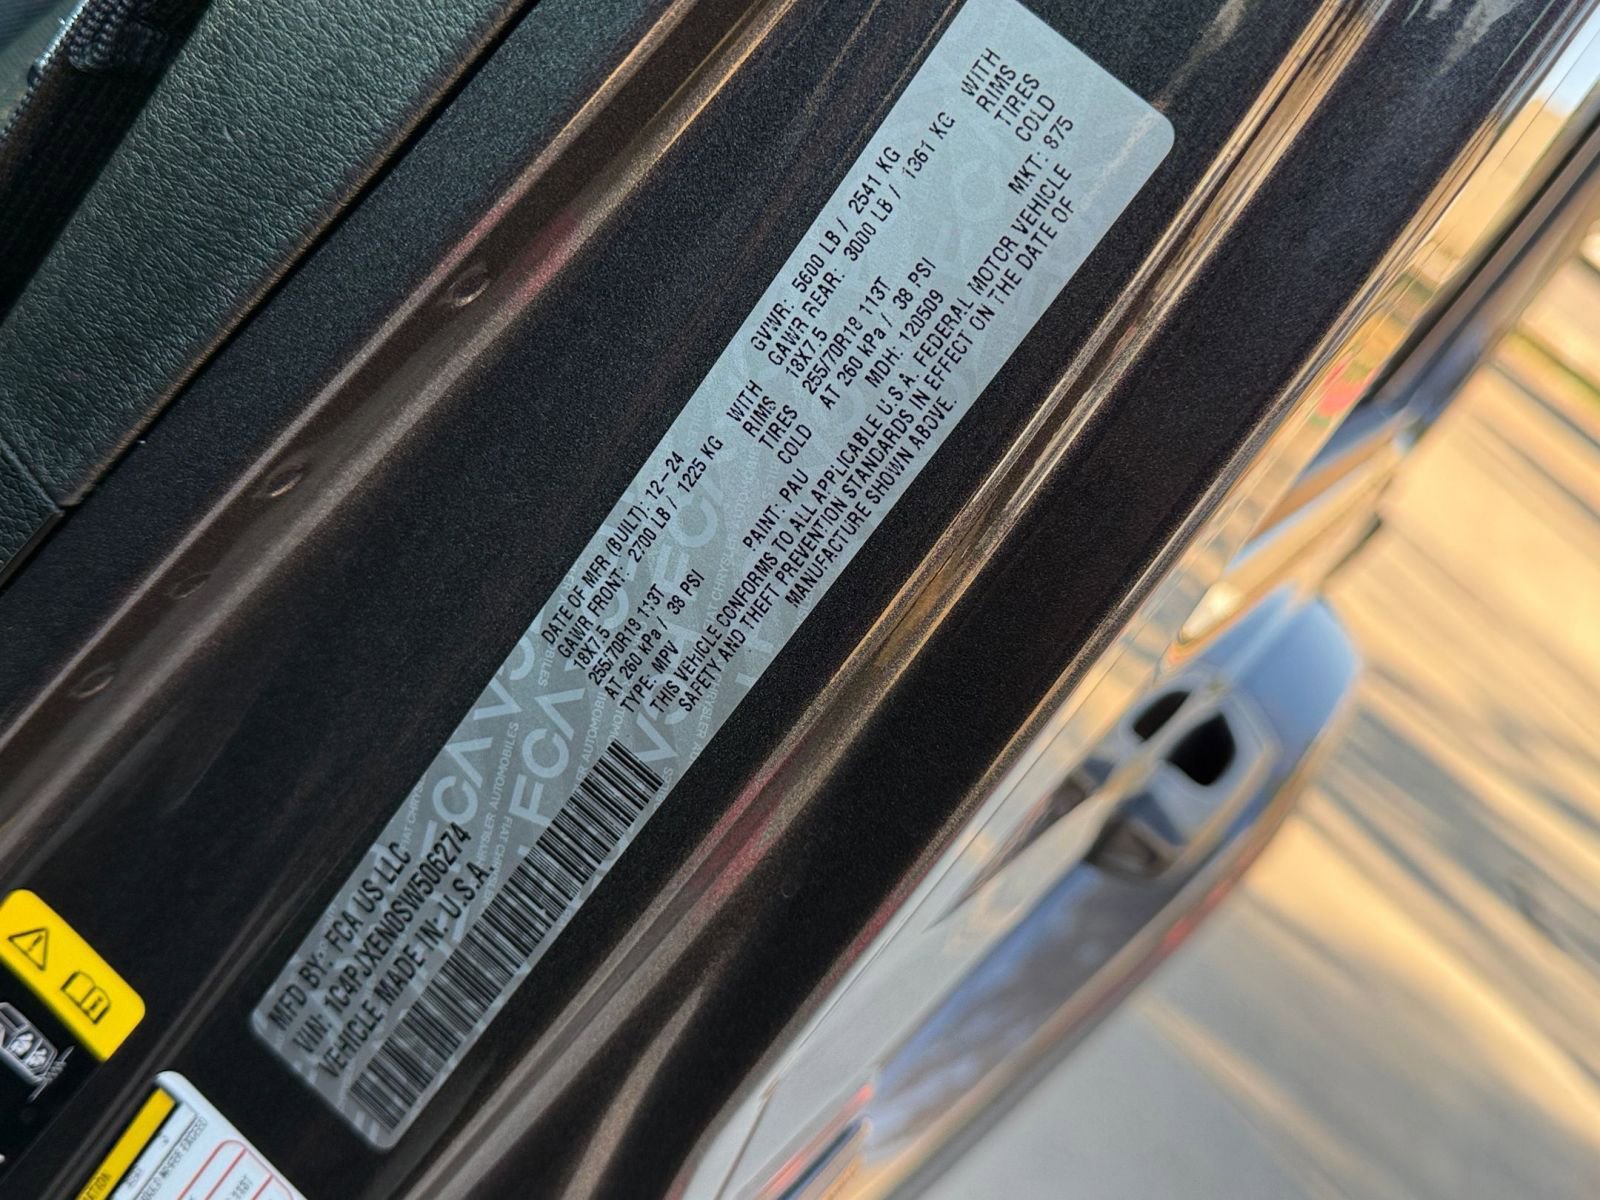 MFD BY: FCA US LLC
DATE OF MFR (BUILT): 12-24
GVWR: 5600 LB / 2541 KG
GAWR FRONT: 2700 LB / 1225 KG WITH
18X7.5 RIMS
255/70R18 113T TIRES
AT 260 kPa / 38 PSI COLD
GAWR REAR: 3000 LB / 1361 KG WITH
18X7.5 RIMS
255/70R18 113T TIRES
AT 260 kPa / 38 PSI COLD
VIN: 1C4PJXEN0SW506274
TYPE: MPV
PAINT: PAU
MDH: 120509
MKT: 875
VEHICLE MADE IN: U.S.A.
THIS VEHICLE CONFORMS TO ALL APPLICABLE U.S.A. FEDERAL MOTOR VEHICLE
SAFETY AND THEFT PREVENTION STANDARDS IN EFFECT ON THE DATE OF
MANUFACTURE SHOWN ABOVE.